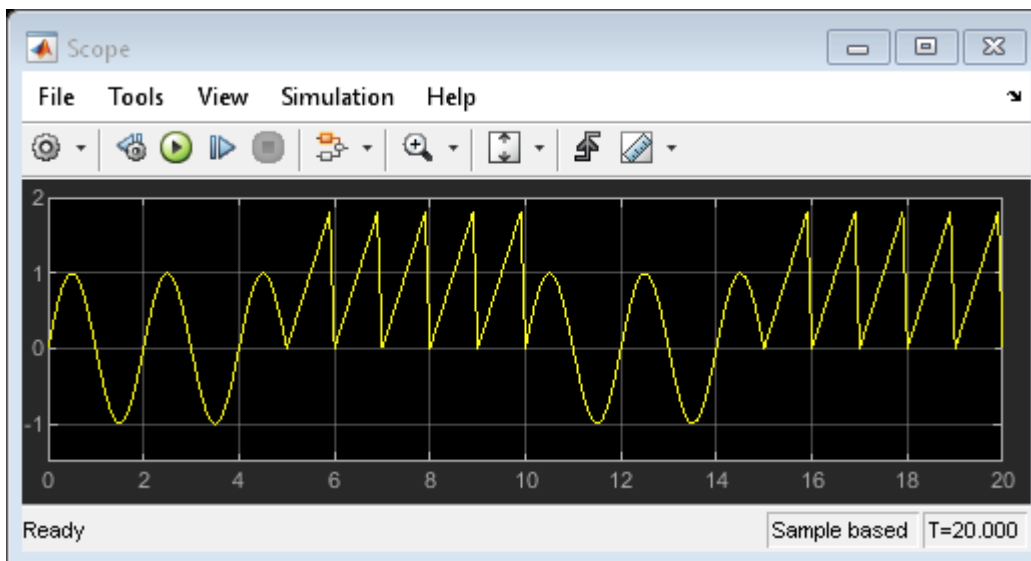 Scope
File Tools View Simulation Help
2
1
0
-1
0 2 4 6 8 10 12 14 16 18 20
Ready Sample based T=20.000